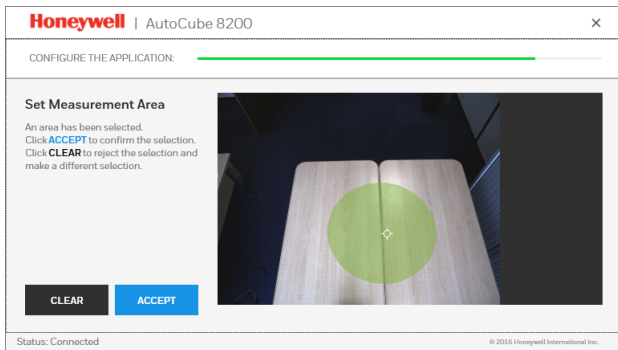 Honeywell | AutoCube 8200
CONFIGURE THE APPLICATION:
Set Measurement Area
An area has been selected.
Click ACCEPT to confirm the selection.
Click CLEAR to reject the selection and
make a different selection.
CLEAR ACCEPT
Status: Connected © 2016 Honeywell International Inc.